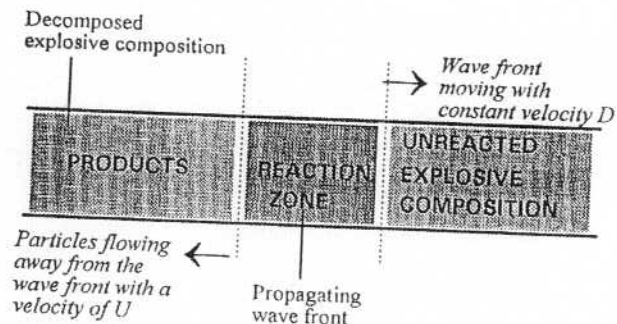 Decomposed
explosive composition
Wave front
moving with
constant velocity D
PRODUCTS
REACTION
ZONE
UNREACTED
EXPLOSIVE
COMPOSITION
Particles flowing
away from the
wave front with a
velocity of U
Propagating
wave front